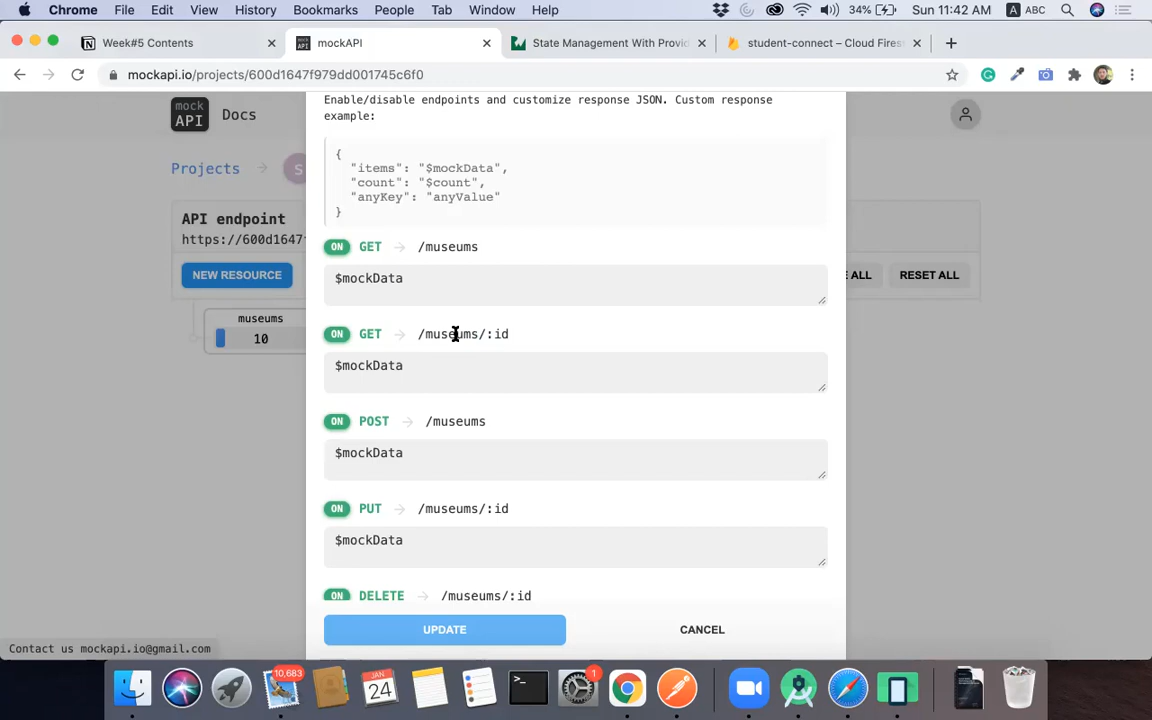 Chrome File Edit View History Bookmarks People Tab Window Help 34% Sun 11:42 AM A ABC
Week#5 Contents mockAPI State Management With Provid student-connect – Cloud Fires
mockapi.io/projects/600d1647f979dd001745c6f0
mock
API Docs
Projects S
API endpoint
https://600d1647f
NEW RESOURCE
museums
10
Enable/disable endpoints and customize response JSON. Custom response
example:
{
"items": "$mockData",
"count": "$count",
"anyKey": "anyValue"
}
ON GET → /museums
$mockData
ON GET → /museums/:id
$mockData
ON POST → /museums
$mockData
ON PUT → /museums/:id
$mockData
ON DELETE → /museums/:id
UPDATE CANCEL
ALL RESET ALL
Contact us mockapi.io@gmail.com
10,683 JAN 24 1